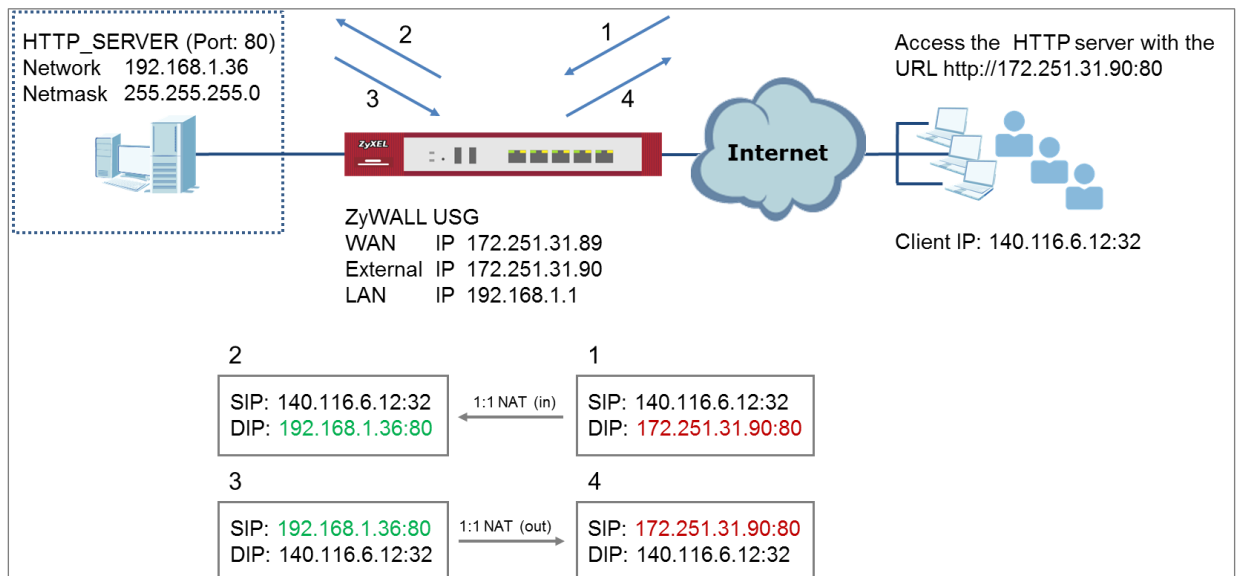 2
1
HTTP_SERVER (Port: 80)
Network 192.168.1.36
Netmask 255.255.255.0
3
4
Access the HTTP server with the
URL http://172.251.31.90:80
ZyXEL
Internet
ZyWALL USG
WAN IP 172.251.31.89
External IP 172.251.31.90
LAN IP 192.168.1.1
Client IP: 140.116.6.12:32
2
SIP: 140.116.6.12:32
DIP: 192.168.1.36:80
1:1 NAT (in)
1
SIP: 140.116.6.12:32
DIP: 172.251.31.90:80
3
SIP: 192.168.1.36:80
DIP: 140.116.6.12:32
1:1 NAT (out)
4
SIP: 172.251.31.90:80
DIP: 140.116.6.12:32